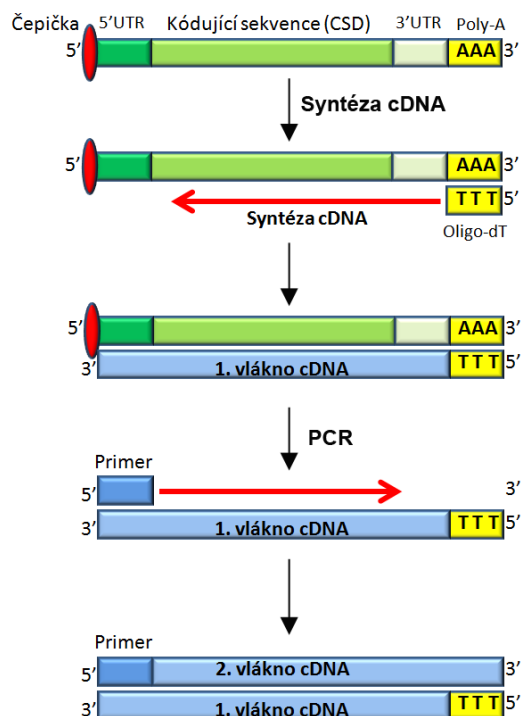 Čepička 5’UTR Kódující sekvence (CSD) 3’UTR Poly-A
5’ AAA 3’
Syntéza cDNA
5’ AAA 3’
TTT 5’
Syntéza cDNA
Oligo-dT
5’ AAA 3’
3’ 1. vlákno cDNA TTT 5’
PCR
Primer
5’ 3’
3’ 1. vlákno cDNA TTT 5’
Primer
5’ 2. vlákno cDNA 3’
3’ 1. vlákno cDNA TTT 5’